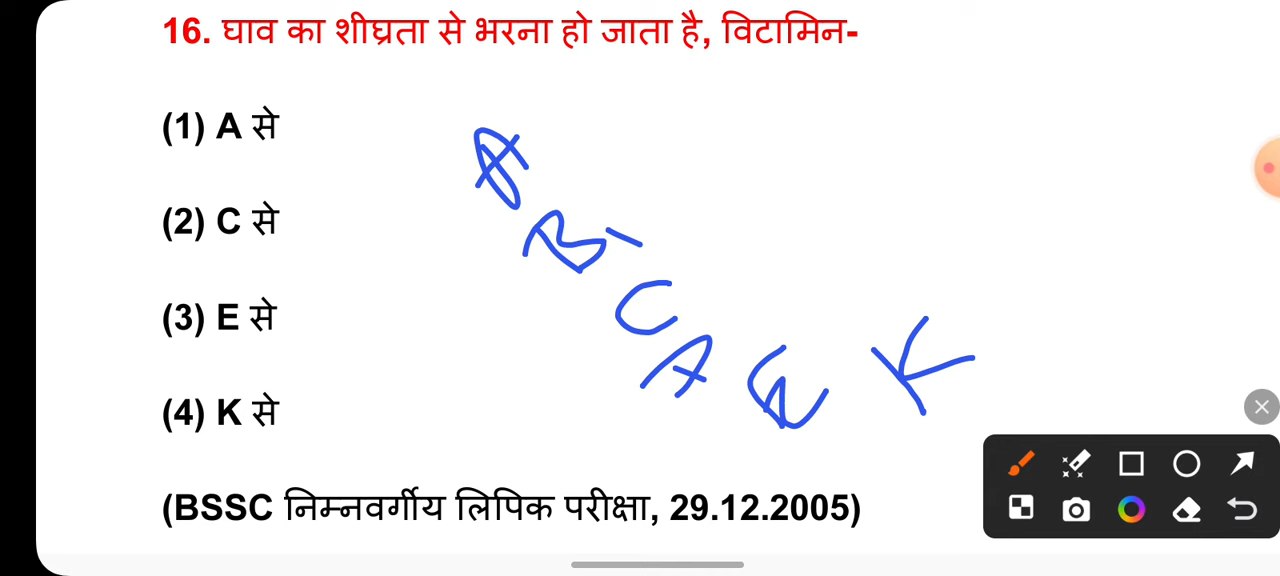 16. घाव का शीघ्रता से भरना हो जाता है, विटामिन-
(1) A से
(2) C से
(3) E से
(4) K से
(BSSC निम्नवर्गीय लिपिक परीक्षा, 29.12.2005)
A
B
C
A
E
K